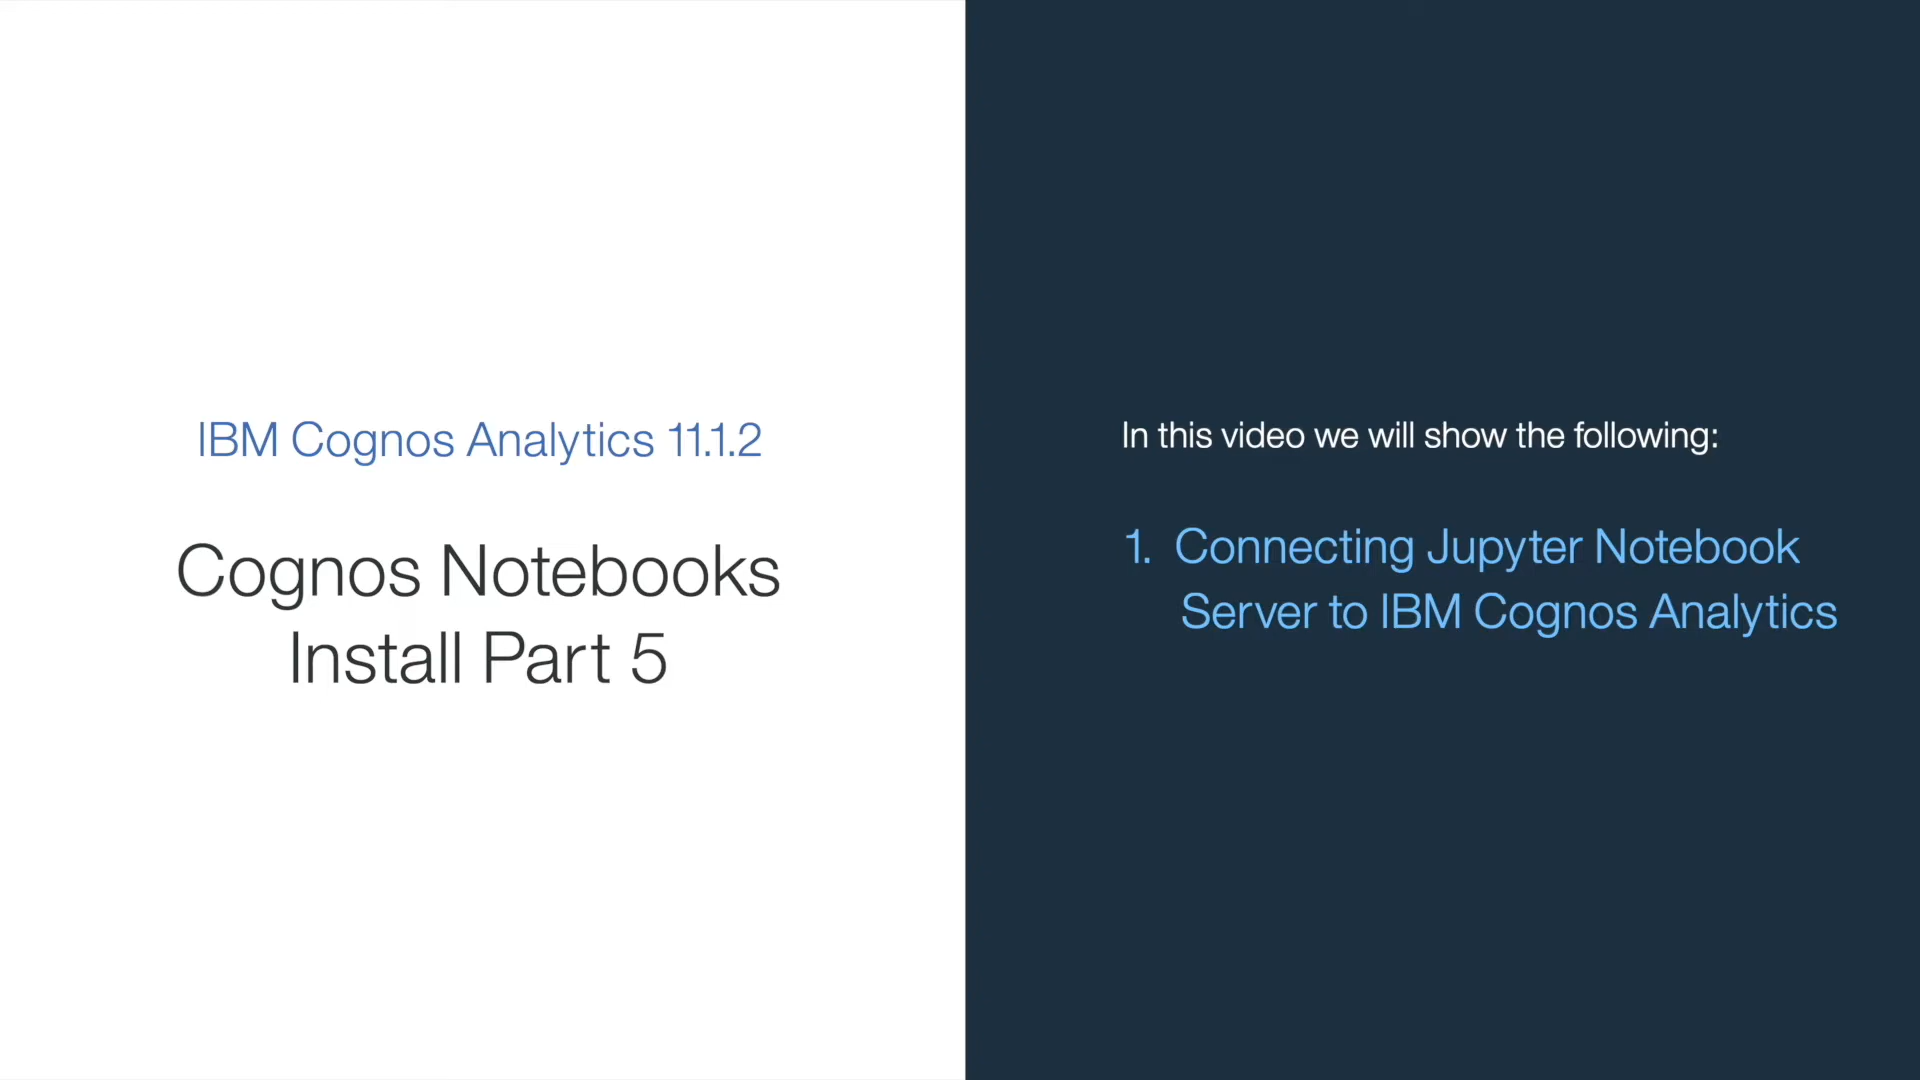 IBM Cognos Analytics 11.1.2
Cognos Notebooks
Install Part 5
In this video we will show the following:
1. Connecting Jupyter Notebook
Server to IBM Cognos Analytics